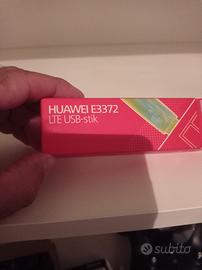 HUAWEI E3372
LTE USB-stik
subito